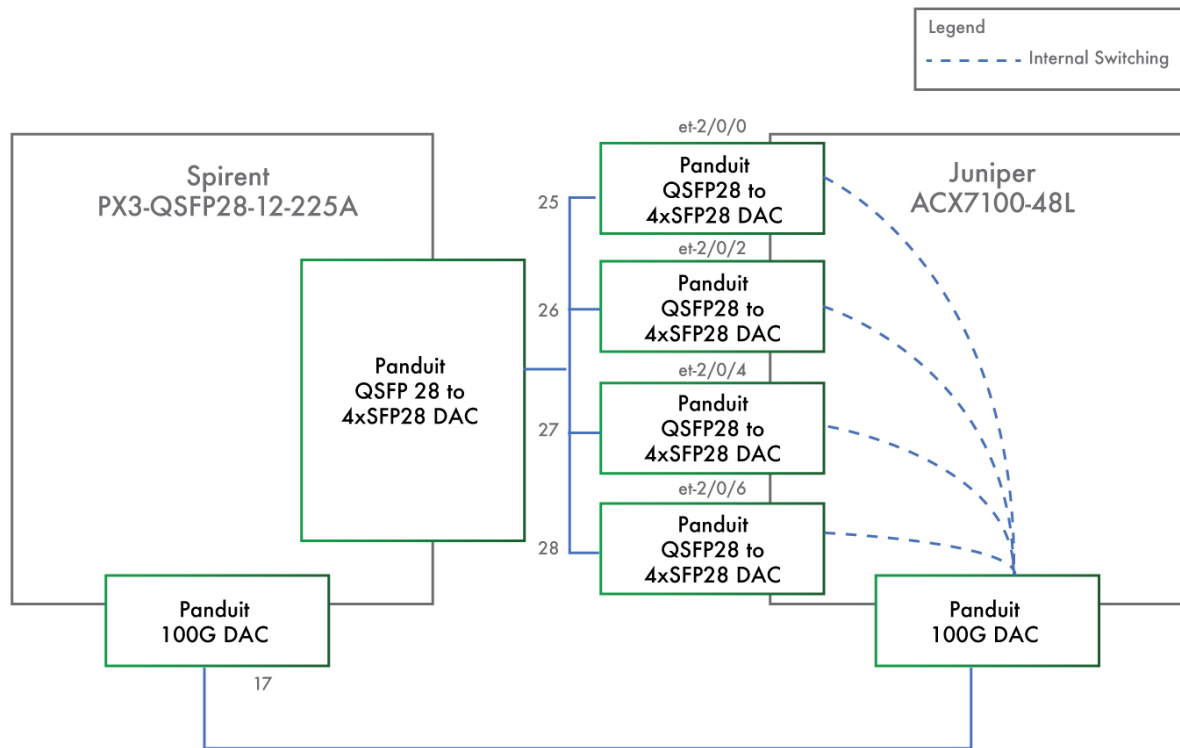 Legend
Internal Switching
Spirent
PX3-QSFP28-12-225A
Panduit
QSFP 28 to
4xSFP28 DAC
Panduit
100G DAC
17
25
26
27
28
et-2/0/0
Panduit
QSFP28 to
4xSFP28 DAC
et-2/0/2
Panduit
QSFP28 to
4xSFP28 DAC
et-2/0/4
Panduit
QSFP28 to
4xSFP28 DAC
et-2/0/6
Panduit
QSFP28 to
4xSFP28 DAC
Juniper
ACX7100-48L
Panduit
100G DAC